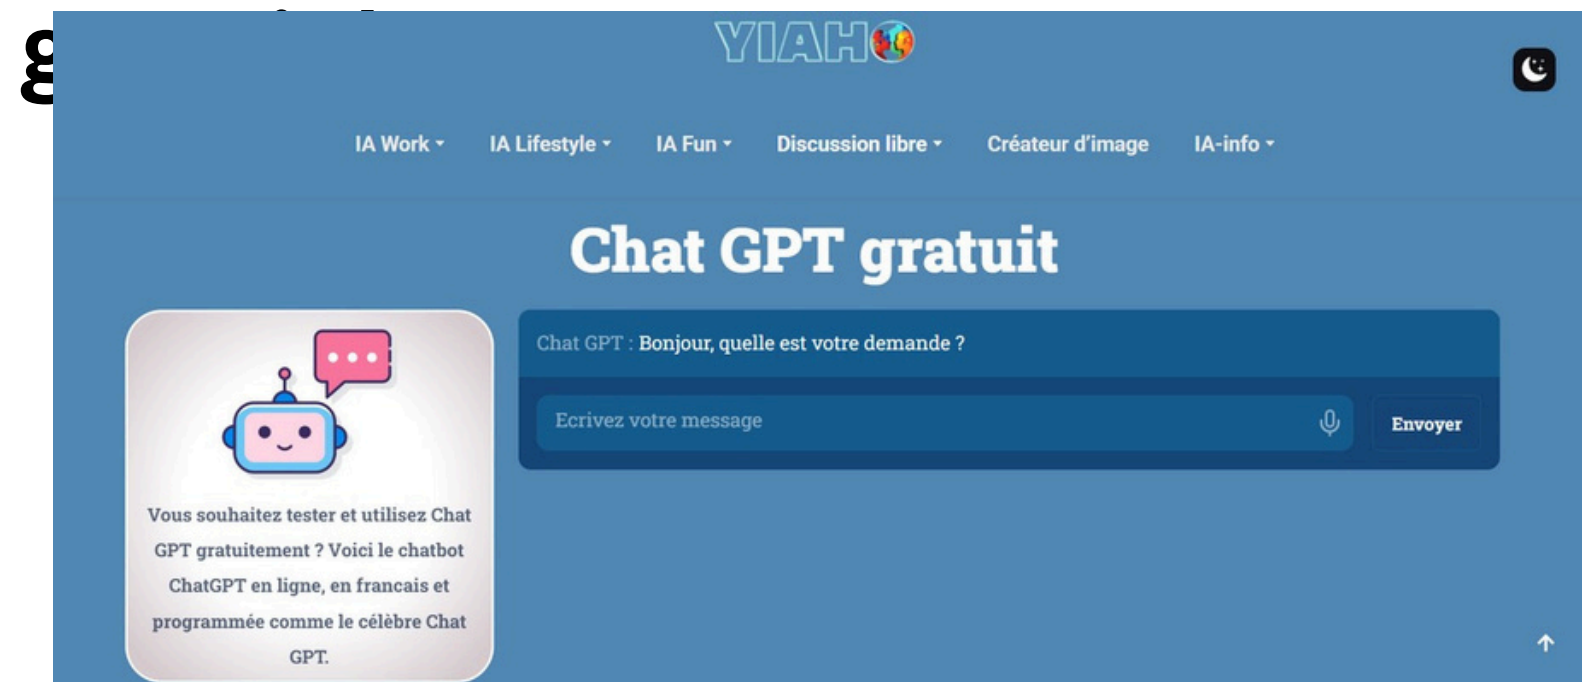 g
YIAHO
IA Work
IA Lifestyle
IA Fun
Discussion libre
Créateur d'image
IA-info
Chat GPT gratuit
Chat GPT : Bonjour, quelle est votre demande ?
Ecrivez votre message
Envoyer
Vous souhaitez tester et utilisez Chat
GPT gratuitement ? Voici le chatbot
ChatGPT en ligne, en francais et
programmée comme le célèbre Chat
GPT.